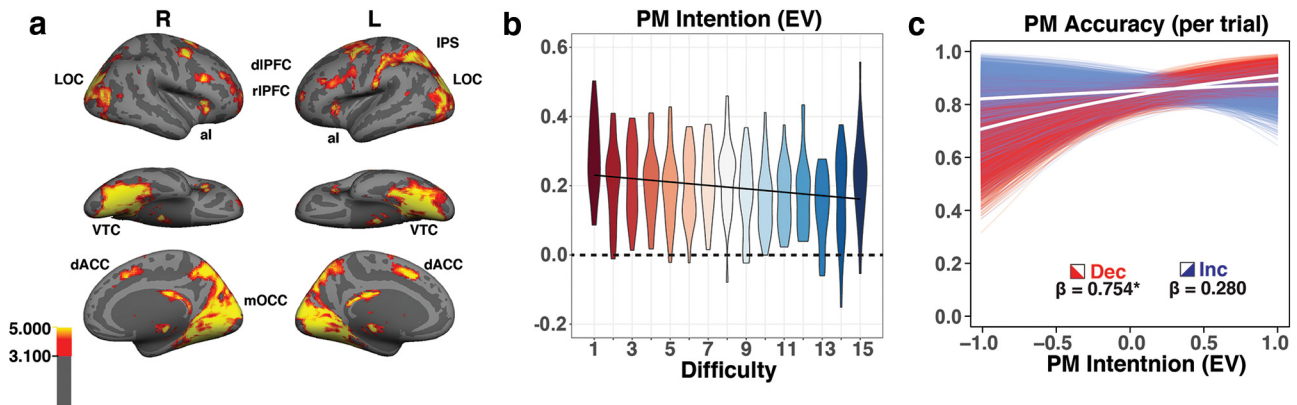 a
R
L
LOC
dlPFC
rlPFC
IPS
LOC
aI
aI
VTC
VTC
dACC
dACC
mOCC
5.000
3.100
b
PM Intention (EV)
0.6
0.4
0.2
0.0
-0.2
1 3 5 7 9 11 13 15
Difficulty
c
PM Accuracy (per trial)
1.0
0.8
0.6
0.4
0.2
0.0
Dec
β = 0.754*
Inc
β = 0.280
−1.0 −0.5 0.0 0.5 1.0
PM Intentnion (EV)